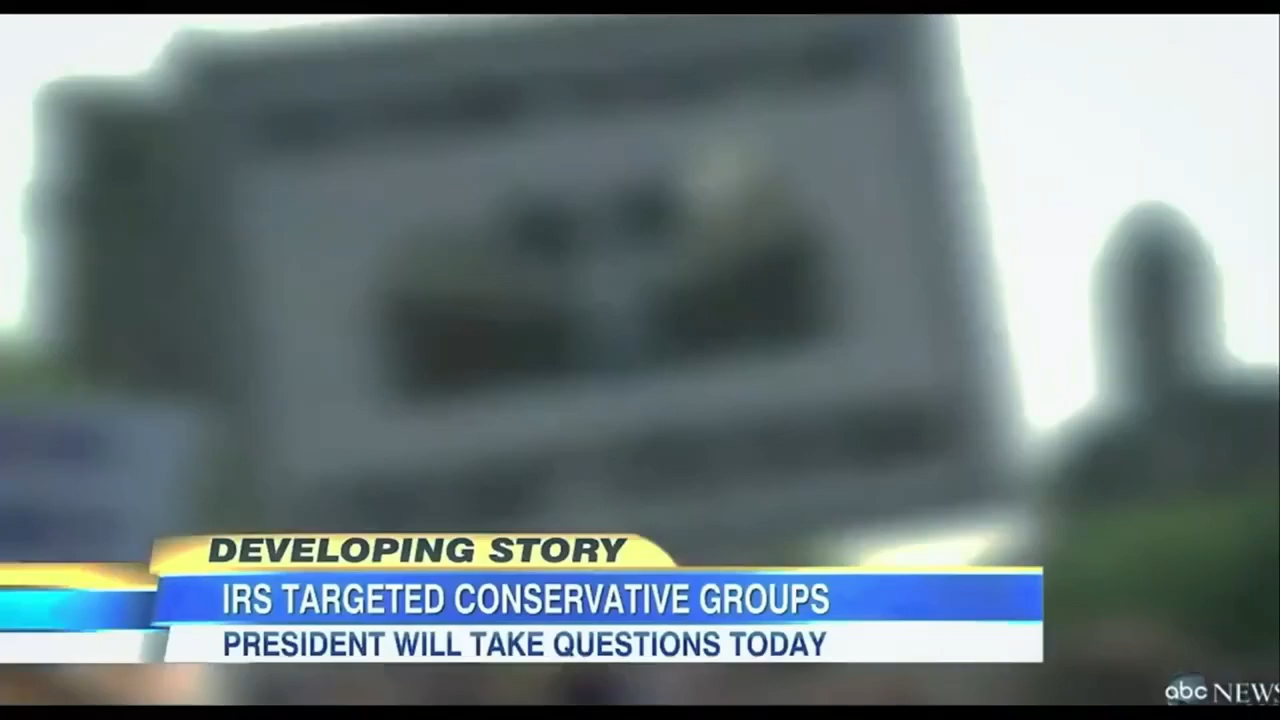 DEVELOPING STORY
IRS TARGETED CONSERVATIVE GROUPS
PRESIDENT WILL TAKE QUESTIONS TODAY
abc NEWS